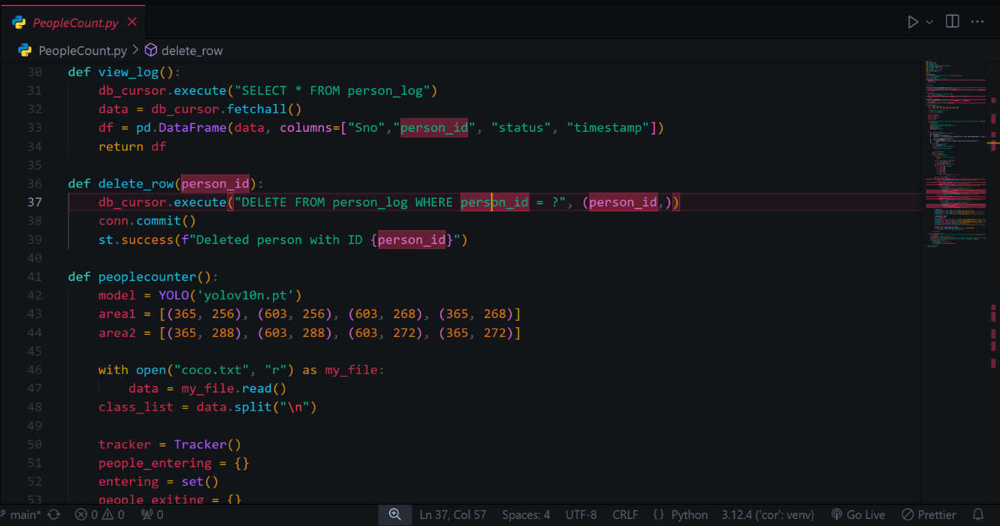 PeopleCount.py
PeopleCount.py > delete_row
30 def view_log():
31     db_cursor.execute("SELECT * FROM person_log")
32     data = db_cursor.fetchall()
33     df = pd.DataFrame(data, columns=["Sno","person_id", "status", "timestamp"])
34     return df
35
36 def delete_row(person_id):
37     db_cursor.execute("DELETE FROM person_log WHERE person_id = ?", (person_id,))
38     conn.commit()
39     st.success(f"Deleted person with ID {person_id}")
40
41 def peoplecounter():
42     model = YOLO('yolov10n.pt')
43     area1 = [(365, 256), (603, 256), (603, 268), (365, 268)]
44     area2 = [(365, 288), (603, 288), (603, 272), (365, 272)]
45
46     with open("coco.txt", "r") as my_file:
47         data = my_file.read()
48     class_list = data.split("\n")
49
50     tracker = Tracker()
51     people_entering = {}
52     entering = set()
53     people_exiting = {}
main* 0 0 0 Ln 37, Col 57 Spaces: 4 UTF-8 CRLF {} Python 3.12.4 ('cor': venv) Go Live Prettier